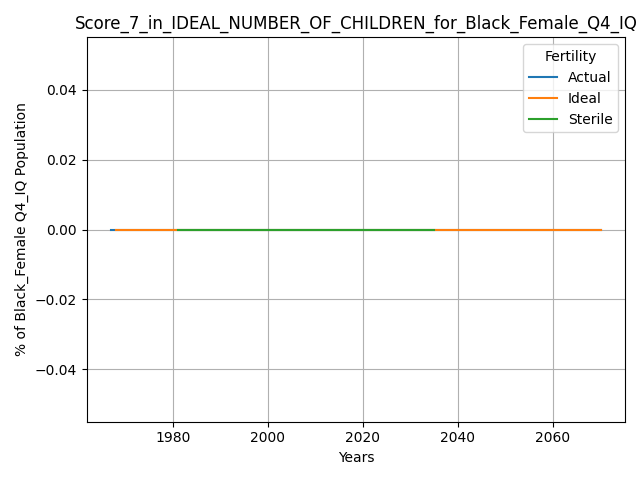 Score_7_in_IDEAL_NUMBER_OF_CHILDREN_for_Black_Female_Q4_IQ
Fertility
Actual
Ideal
Sterile
% of Black_Female Q4_IQ Population
0.04
0.02
0.00
−0.02
−0.04
1980
2000
2020
2040
2060
Years